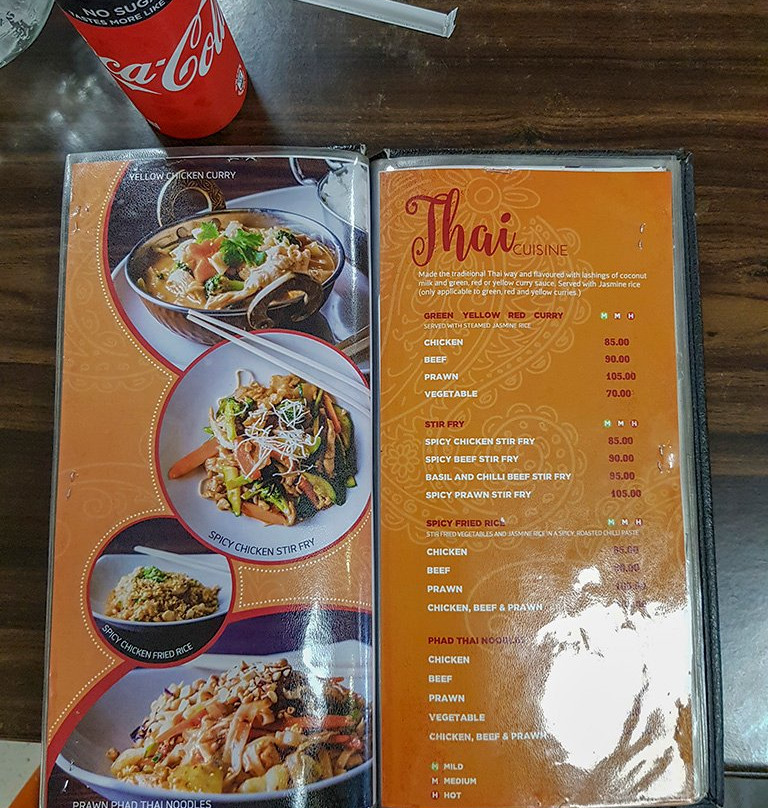 NO SUGAR
TASTES MORE LIKE
Coca-Cola
YELLOW CHICKEN CURRY
SPICY CHICKEN STIR FRY
SPICY CHICKEN FRIED RICE
PRAWN PHAD THAI NOODLES
Thai CUISINE
Made the traditional Thai way and flavoured with lashings of coconut
milk and green, red or yellow curry sauce. Served with Jasmine rice
(only applicable to green, red and yellow curries.)
GREEN YELLOW RED CURRY M M H
SERVED WITH STEAMED JASMINE RICE
CHICKEN 85.00
BEEF 90.00
PRAWN 105.00
VEGETABLE 70.00
STIR FRY M M H
SPICY CHICKEN STIR FRY 85.00
SPICY BEEF STIR FRY 90.00
BASIL AND CHILLI BEEF STIR FRY 95.00
SPICY PRAWN STIR FRY 105.00
SPICY FRIED RICE M M H
STIR FRIED VEGETABLES AND JASMINE RICE IN A SPICY, ROASTED CHILLI PASTE
CHICKEN
BEEF
PRAWN
CHICKEN, BEEF & PRAWN
PHAD THAI NOODLES
CHICKEN
BEEF
PRAWN
VEGETABLE
CHICKEN, BEEF & PRAWN
M MILD
M MEDIUM
H HOT